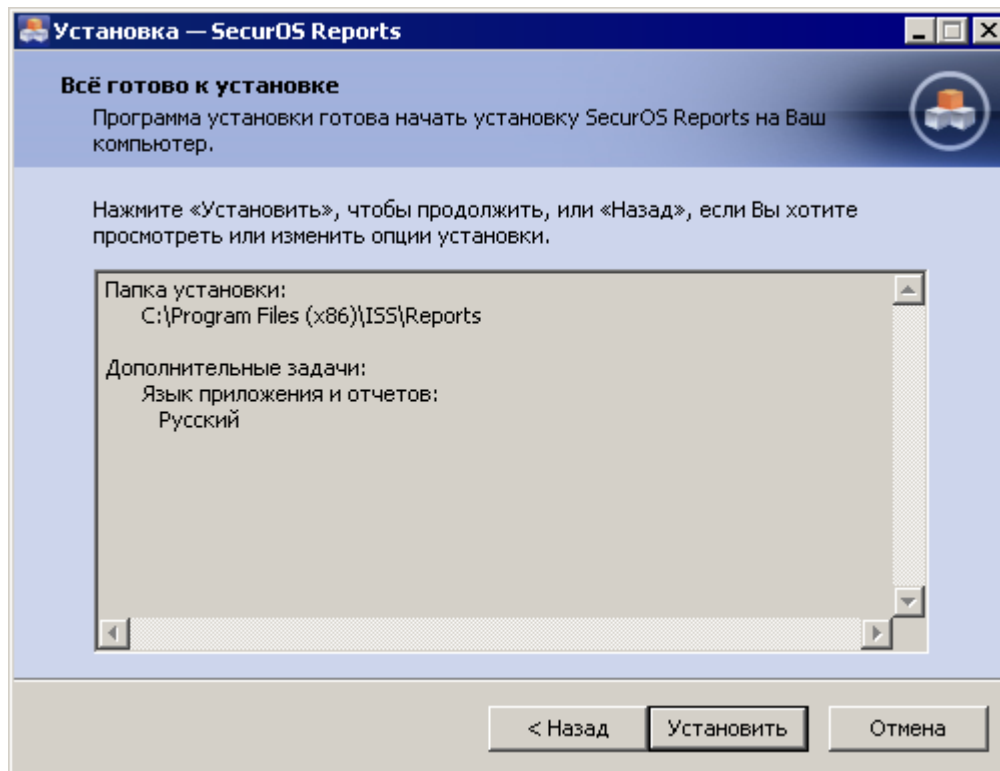 Установка — SecurOS Reports
Всё готово к установке
Программа установки готова начать установку SecurOS Reports на Ваш
компьютер.
Нажмите «Установить», чтобы продолжить, или «Назад», если Вы хотите
просмотреть или изменить опции установки.
Папка установки:
C:\Program Files (x86)\ISS\Reports
Дополнительные задачи:
Язык приложения и отчетов:
Русский
< Назад
Установить
Отмена